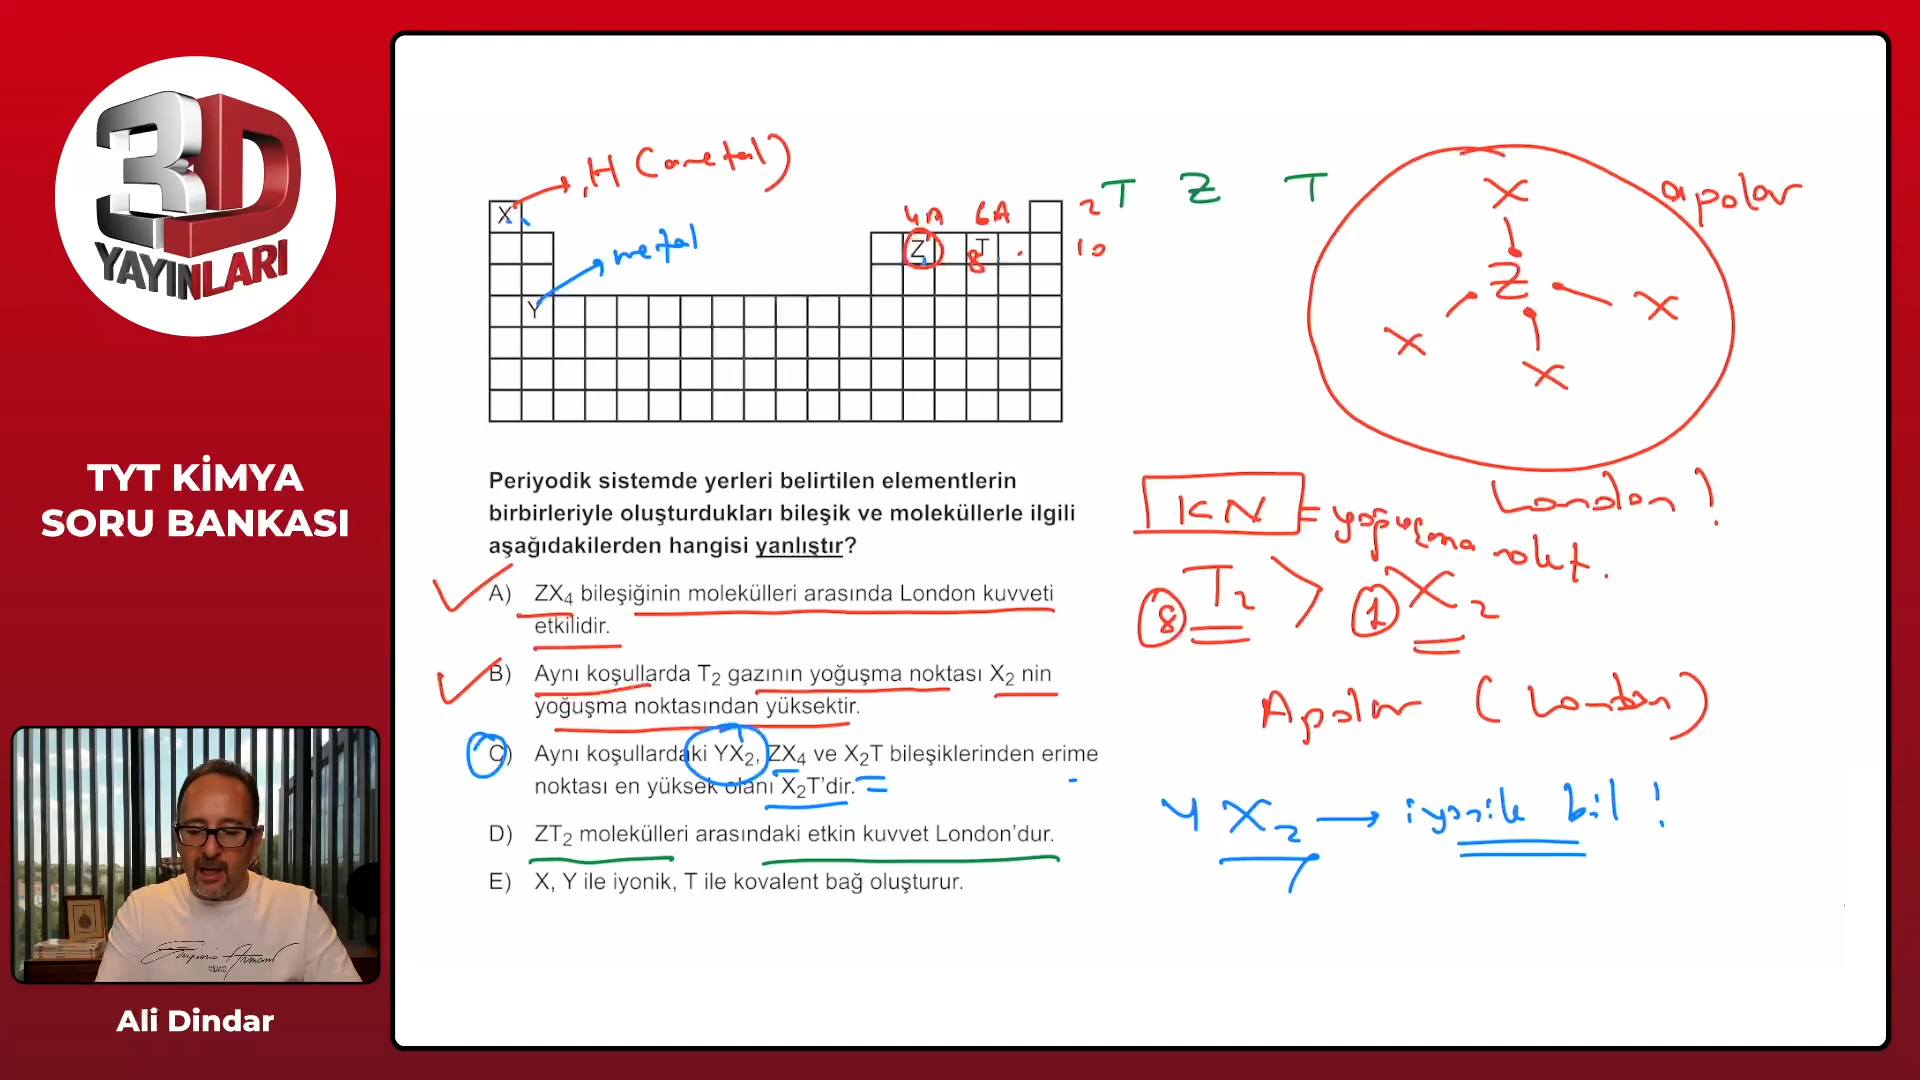 3D
YAYINLARI
TYT KİMYA
SORU BANKASI
Ali Dindar
H (ametal)
X
metal
Y
4A
6A
Z
T
8
2
10
T Z T
apolar
X
Z
X
X
X
London!
KN = yoğuşma nokt.
8 T₂ > 1 X₂
Apolar (London)
YX₂ → iyonik bil!
Periyodik sistemde yerleri belirtilen elementlerin
birbirleriyle oluşturdukları bileşik ve moleküllerle ilgili
aşağıdakilerden hangisi yanlıştır?
A) ZX₄ bileşiğinin molekülleri arasında London kuvveti
etkilidir.
B) Aynı koşullarda T₂ gazının yoğuşma noktası X₂ nin
yoğuşma noktasından yüksektir.
C) Aynı koşullardaki YX₂, ZX₄ ve X₂T bileşiklerinden erime
noktası en yüksek olanı X₂T'dir.
D) ZT₂ molekülleri arasındaki etkin kuvvet London'dur.
E) X, Y ile iyonik, T ile kovalent bağ oluşturur.